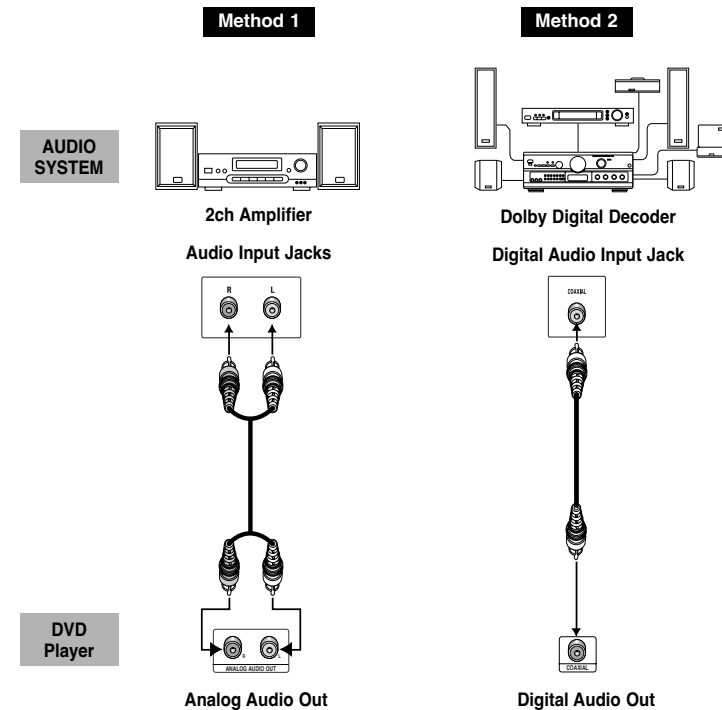 Method 1
Method 2
AUDIO
SYSTEM
2ch Amplifier
Dolby Digital Decoder
Audio Input Jacks
Digital Audio Input Jack
R
L
COAXIAL
DVD
Player
R
L
ANALOG AUDIO OUT
COAXIAL
Analog Audio Out
Digital Audio Out